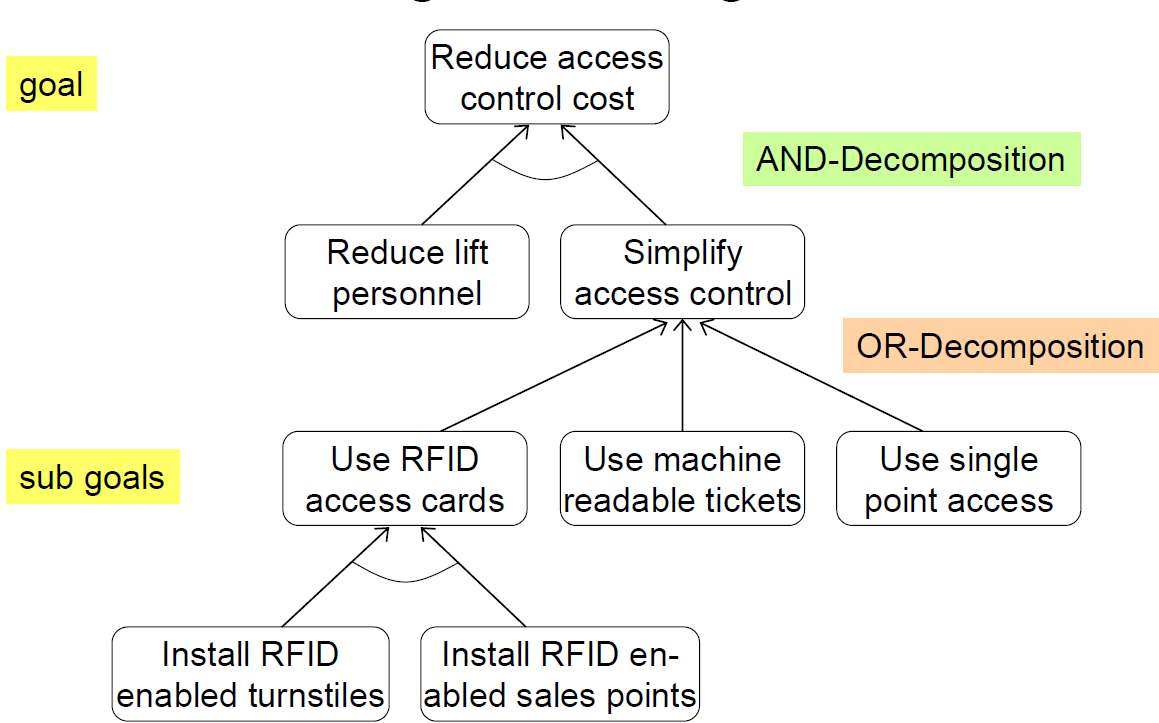 Reduce access
control cost
goal
AND-Decomposition
Reduce lift
personnel
Simplify
access control
OR-Decomposition
sub goals
Use RFID
access cards
Use machine
readable tickets
Use single
point access
Install RFID
enabled turnstiles
Install RFID en-
abled sales points